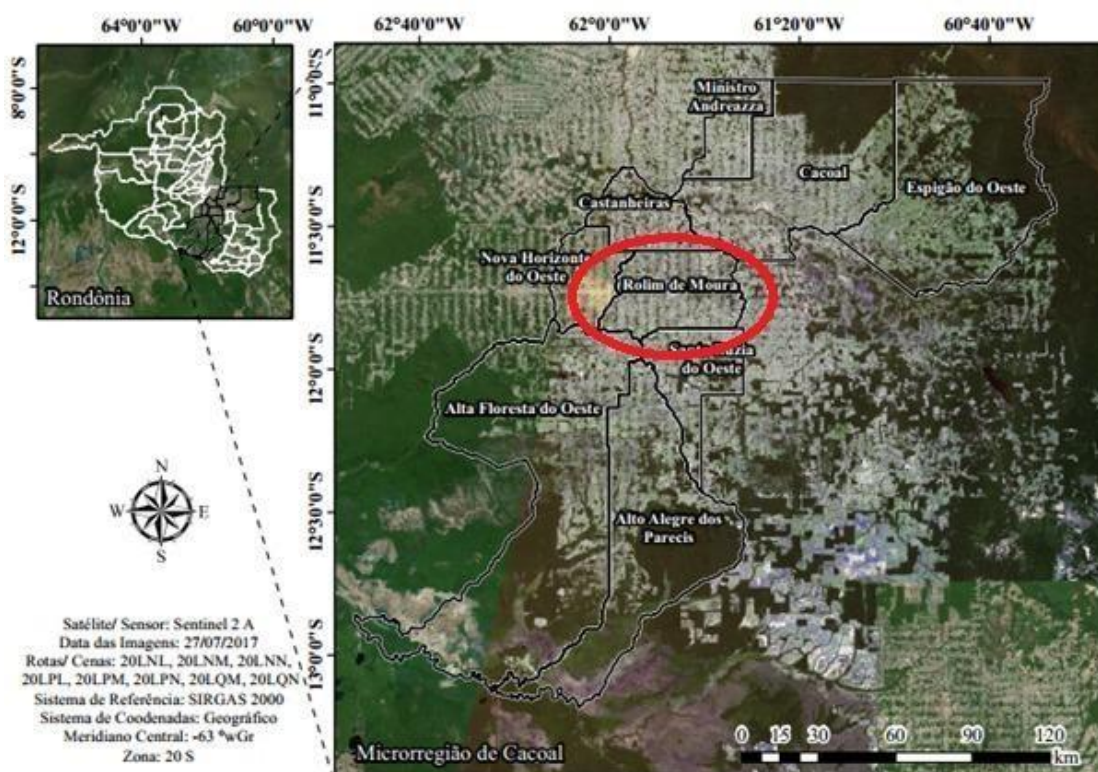 64°0'0"W 60°0'0"W
62°40'0"W 62°0'0"W 61°20'0"W 60°40'0"W
8°0'0"S
12°0'0"S
Rondônia
11°0'0"S
11°30'0"S
12°0'0"S
12°30'0"S
13°0'0"S
Ministro
Andreazza
Cacoal
Espigão do Oeste
Castanheiras
Nova Horizonte
do Oeste
Rolim de Moura
do Oeste
Alta Floresta do Oeste
Alto Alegre dos
Parecis
N
W E
S
Satélite/ Sensor: Sentinel 2 A
Data das Imagens: 27/07/2017
Rotas/ Cenas: 20LNL, 20LNM, 20LNN,
20LPL, 20LPM, 20LPN, 20LQM, 20LQN
Sistema de Referência: SIRGAS 2000
Sistema de Coodenadas: Geográfico
Meridiano Central: -63 °wGr
Zona: 20 S
Microrregião de Cacoal
0 15 30 60 90 120
km